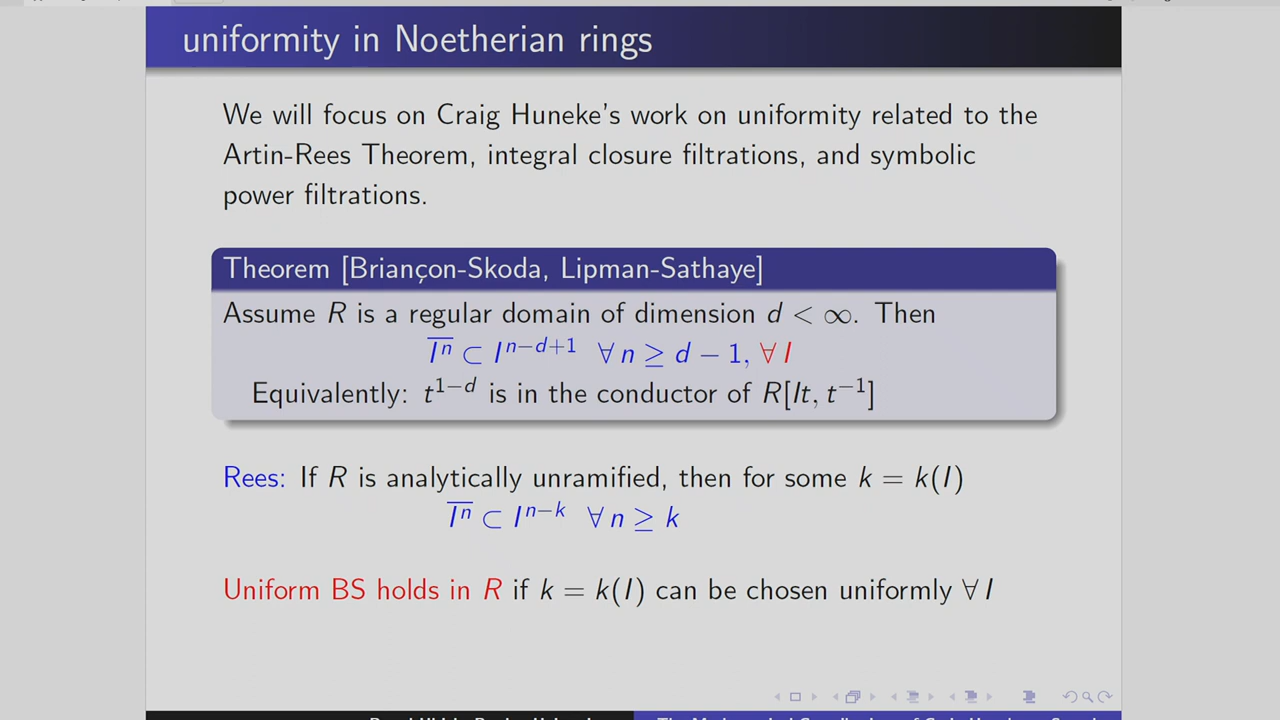 uniformity in Noetherian rings
We will focus on Craig Huneke's work on uniformity related to the
Artin-Rees Theorem, integral closure filtrations, and symbolic
power filtrations.
Theorem [Briançon-Skoda, Lipman-Sathaye]
Assume R is a regular domain of dimension d < ∞. Then
$\overline{I^n} ⊂ I^{n-d+1} ∀ n ≥ d − 1, ∀ I$
Equivalently: $t^{1-d}$ is in the conductor of $R[It, t^{-1}]$
Rees: If R is analytically unramified, then for some k = k(I)
$\overline{I^n} ⊂ I^{n-k} ∀ n ≥ k$
Uniform BS holds in R if k = k(I) can be chosen uniformly ∀ I